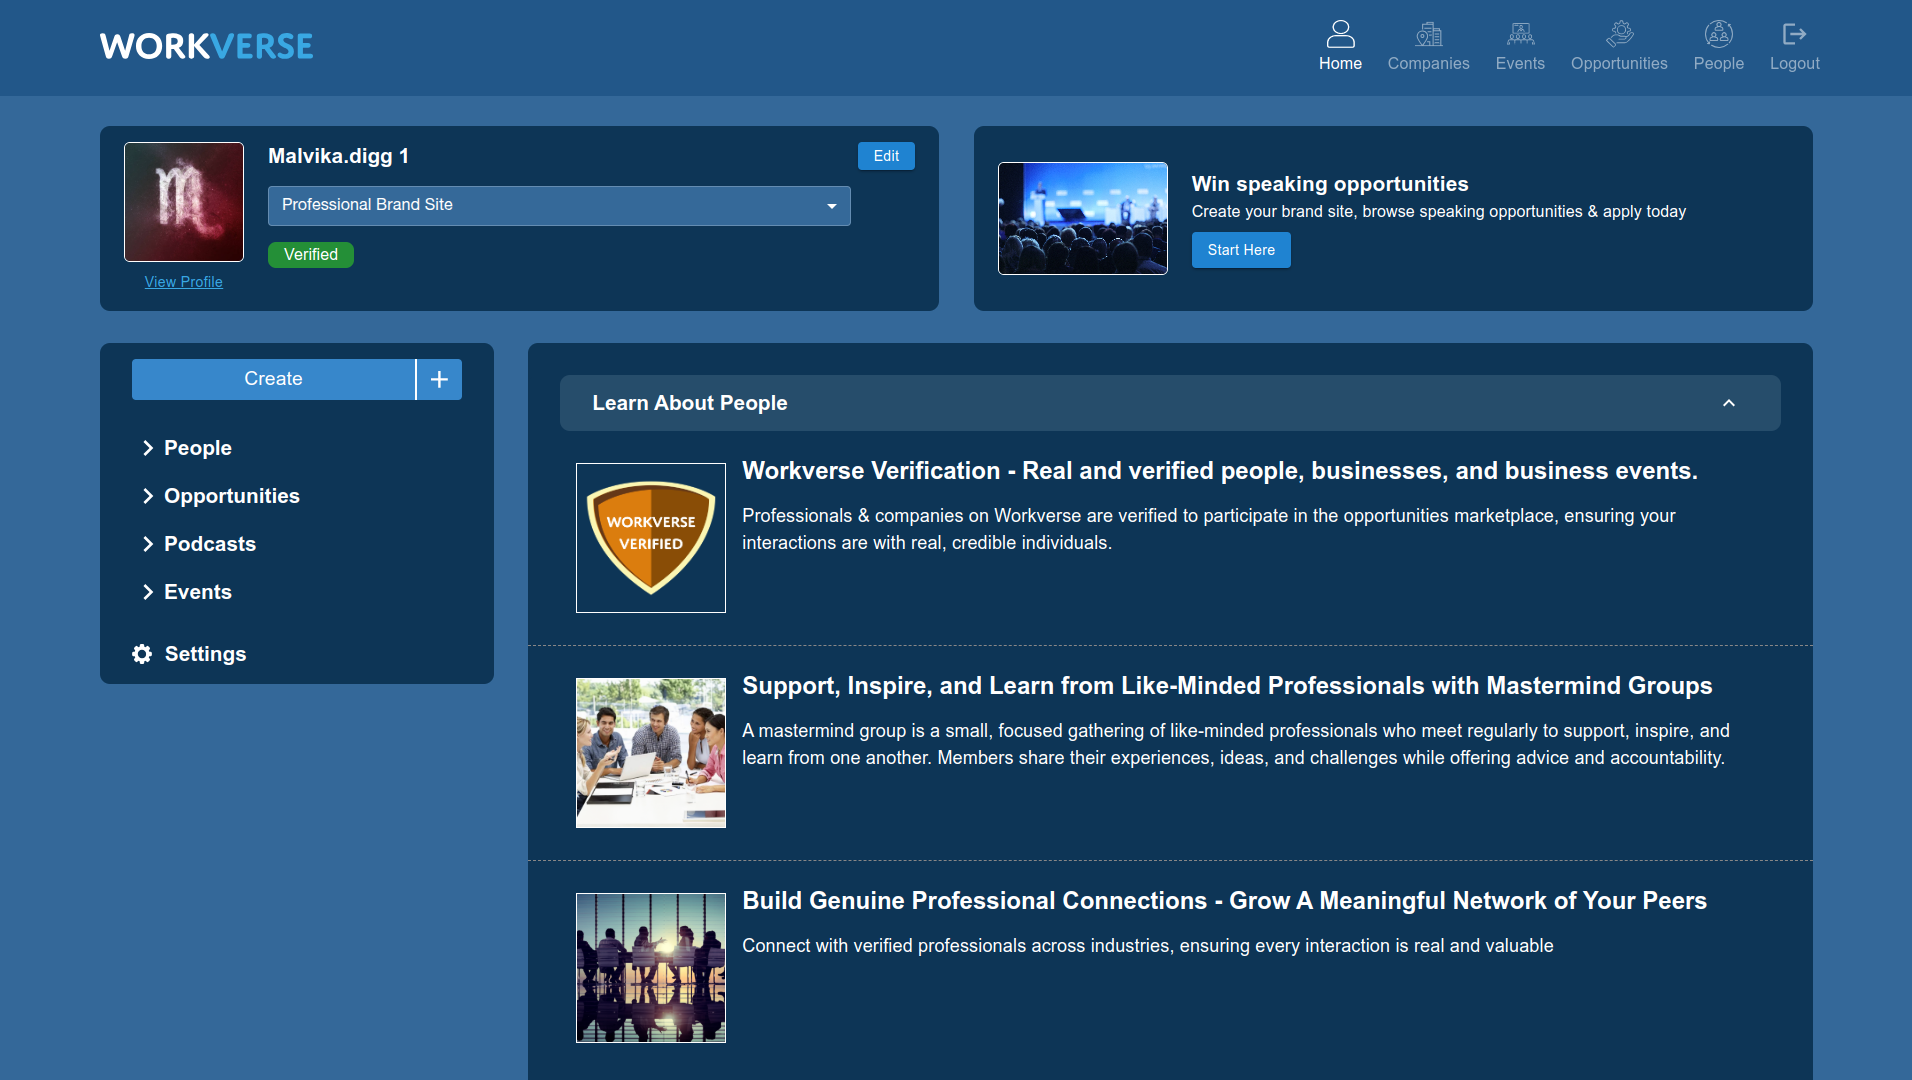 WORKVERSE
Home
Companies
Events
Opportunities
People
Logout
Malvika.digg 1
Edit
Professional Brand Site
Verified
View Profile
Win speaking opportunities
Create your brand site, browse speaking opportunities & apply today
Start Here
Create
People
Opportunities
Podcasts
Events
Settings
Learn About People
WORKVERSE
VERIFIED
Workverse Verification - Real and verified people, businesses, and business events.
Professionals & companies on Workverse are verified to participate in the opportunities marketplace, ensuring your
interactions are with real, credible individuals.
Support, Inspire, and Learn from Like-Minded Professionals with Mastermind Groups
A mastermind group is a small, focused gathering of like-minded professionals who meet regularly to support, inspire, and
learn from one another. Members share their experiences, ideas, and challenges while offering advice and accountability.
Build Genuine Professional Connections - Grow A Meaningful Network of Your Peers
Connect with verified professionals across industries, ensuring every interaction is real and valuable